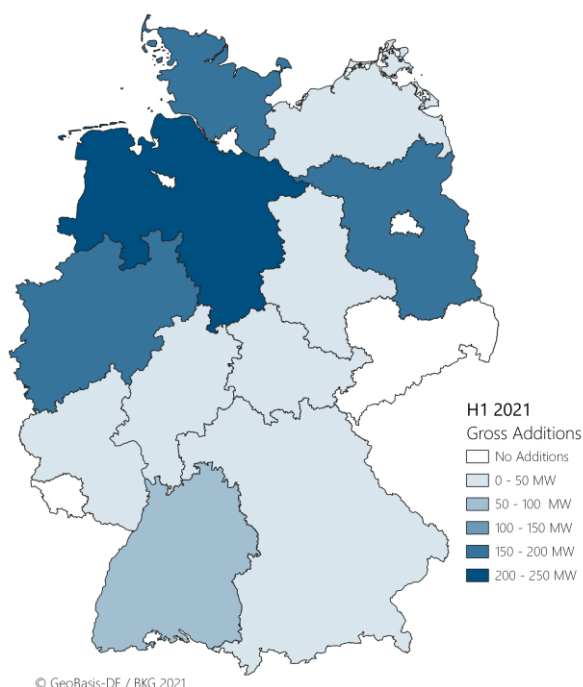 H1 2021
Gross Additions
No Additions
0 - 50 MW
50 - 100 MW
100 - 150 MW
150 - 200 MW
200 - 250 MW
© GeoBasis-DE / BKG 2021